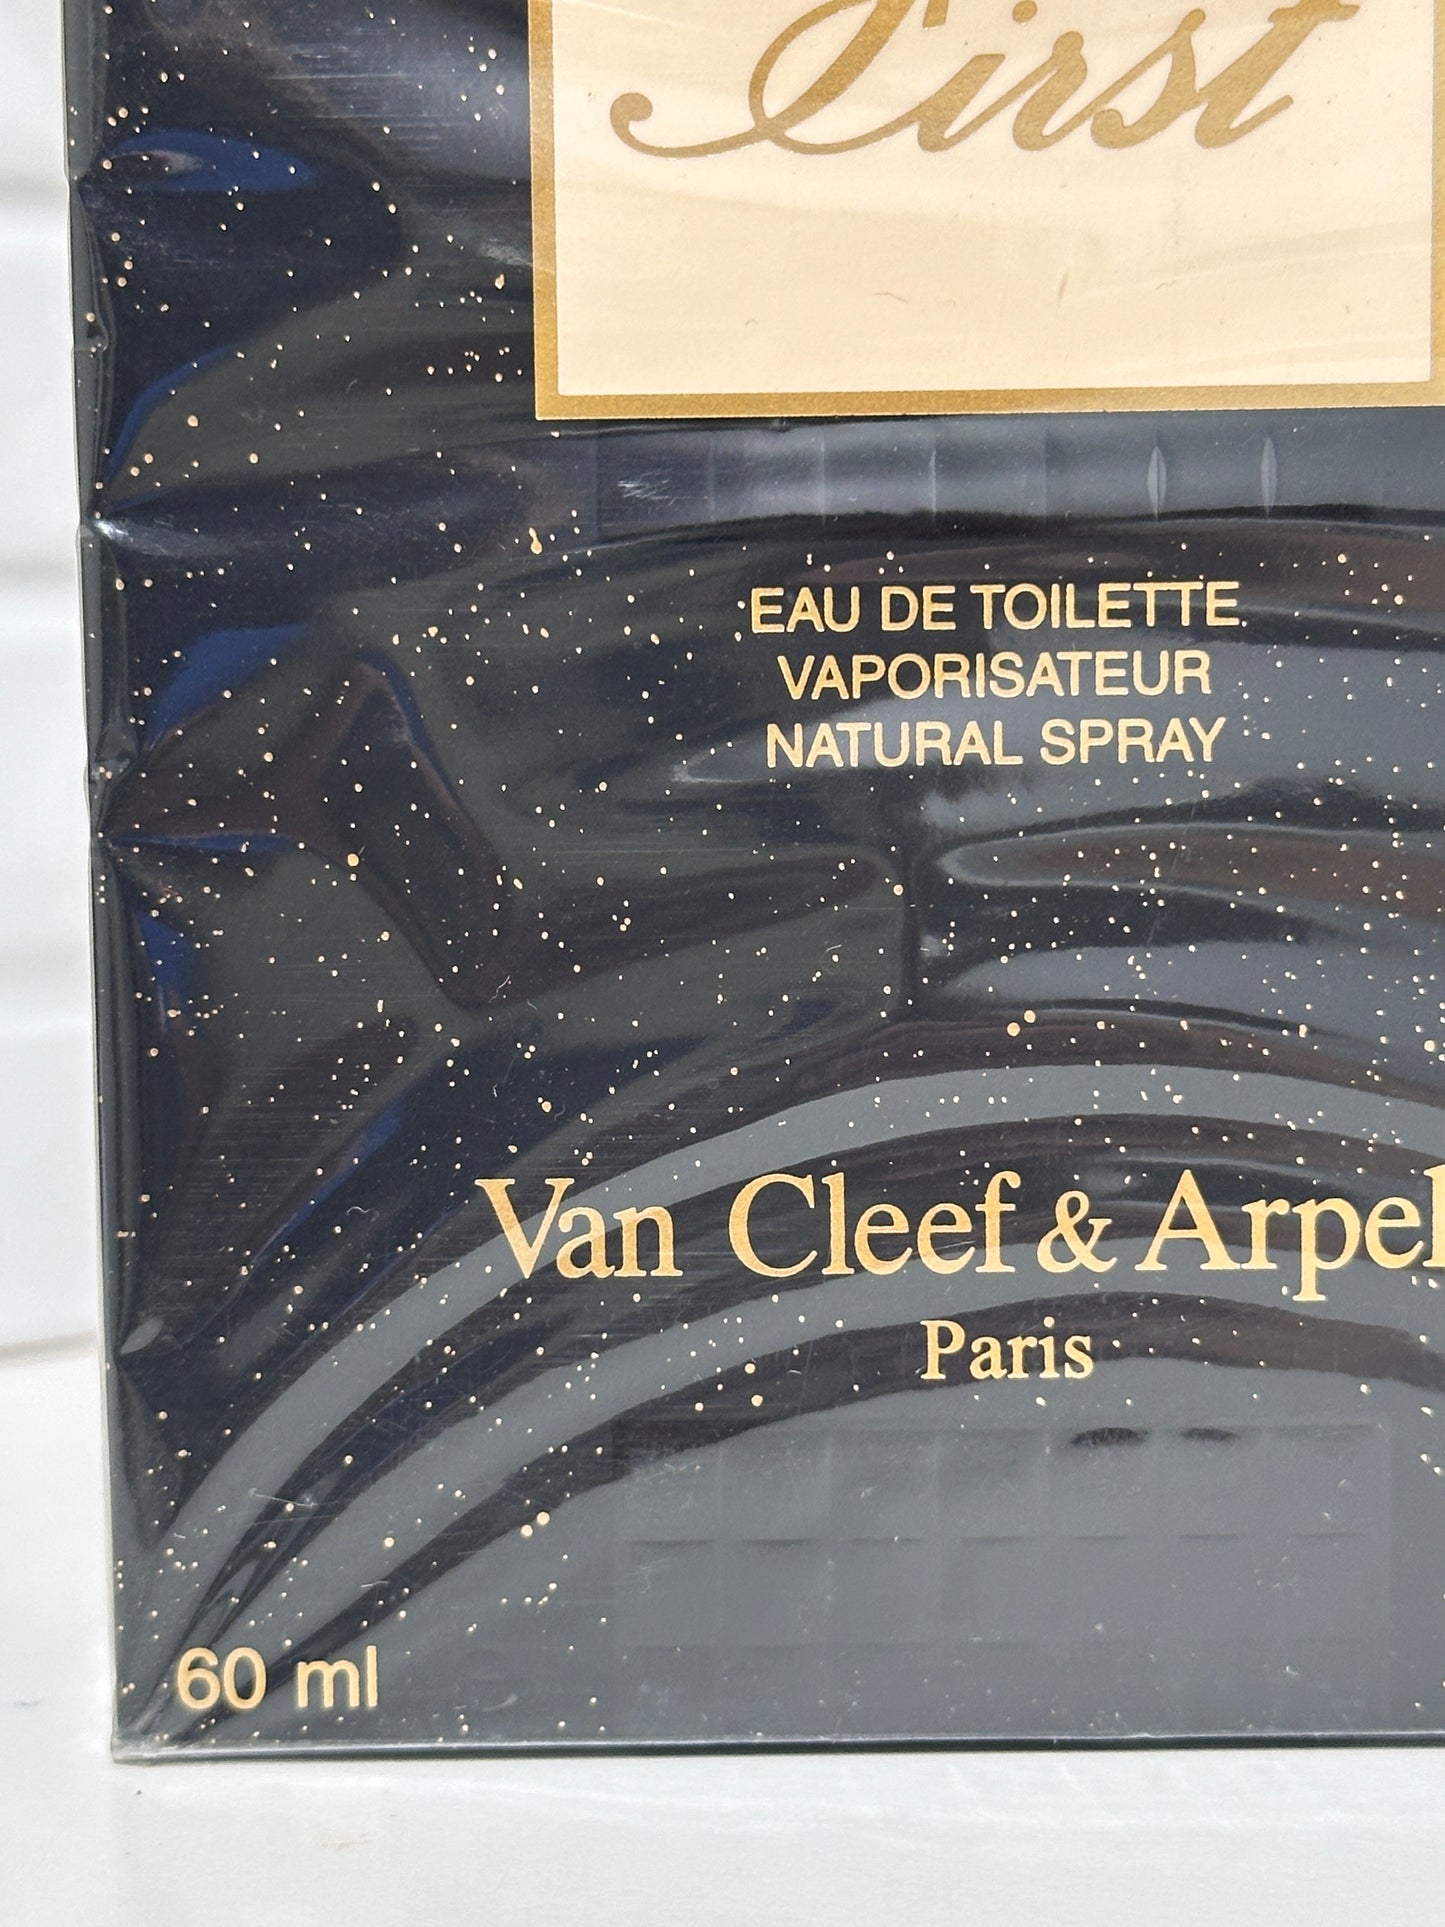 First
EAU DE TOILETTE
VAPORISATEUR
NATURAL SPRAY
Van Cleef & Arpel
Paris
60 ml